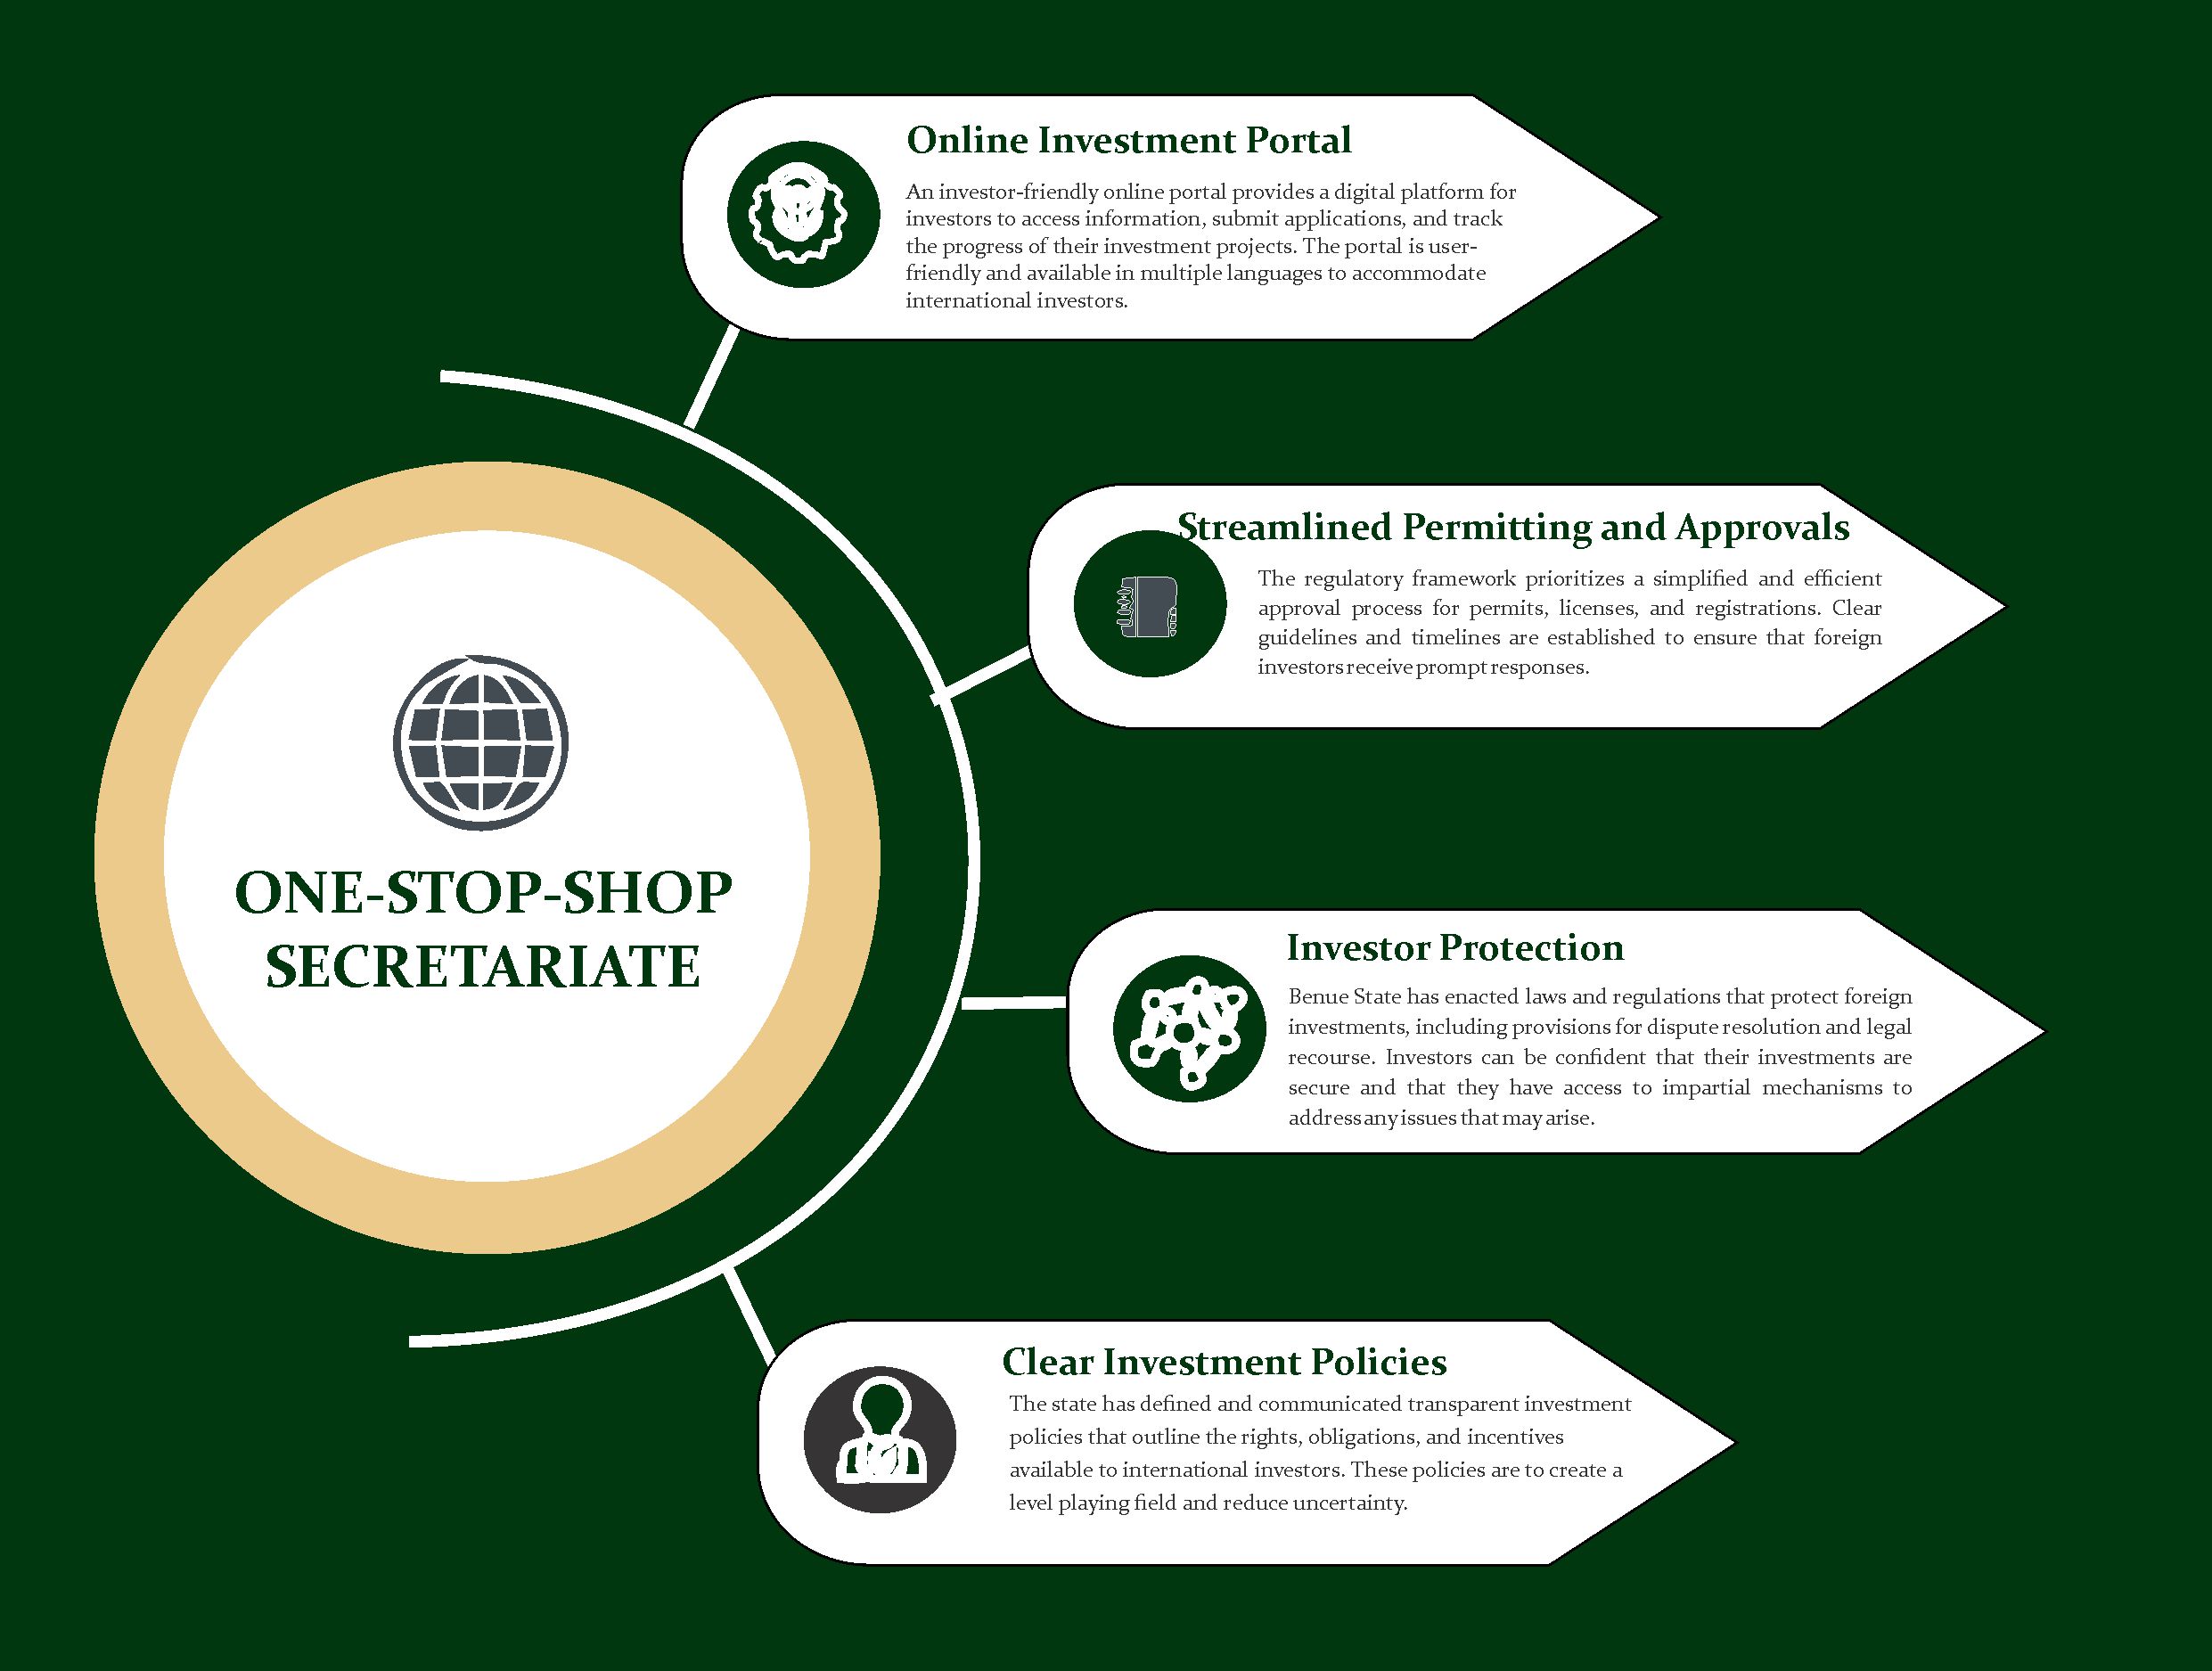 Online Investment Portal
An investor-friendly online portal provides a digital platform for
investors to access information, submit applications, and track
the progress of their investment projects. The portal is user-
friendly and available in multiple languages to accommodate
international investors.
Streamlined Permitting and Approvals
The regulatory framework prioritizes a simplified and efficient
approval process for permits, licenses, and registrations. Clear
guidelines and timelines are established to ensure that foreign
investors receive prompt responses.
ONE-STOP-SHOP
SECRETARIATE
Investor Protection
Benue State has enacted laws and regulations that protect foreign
investments, including provisions for dispute resolution and legal
recourse. Investors can be confident that their investments are
secure and that they have access to impartial mechanisms to
address any issues that may arise.
Clear Investment Policies
The state has defined and communicated transparent investment
policies that outline the rights, obligations, and incentives
available to international investors. These policies are to create a
level playing field and reduce uncertainty.